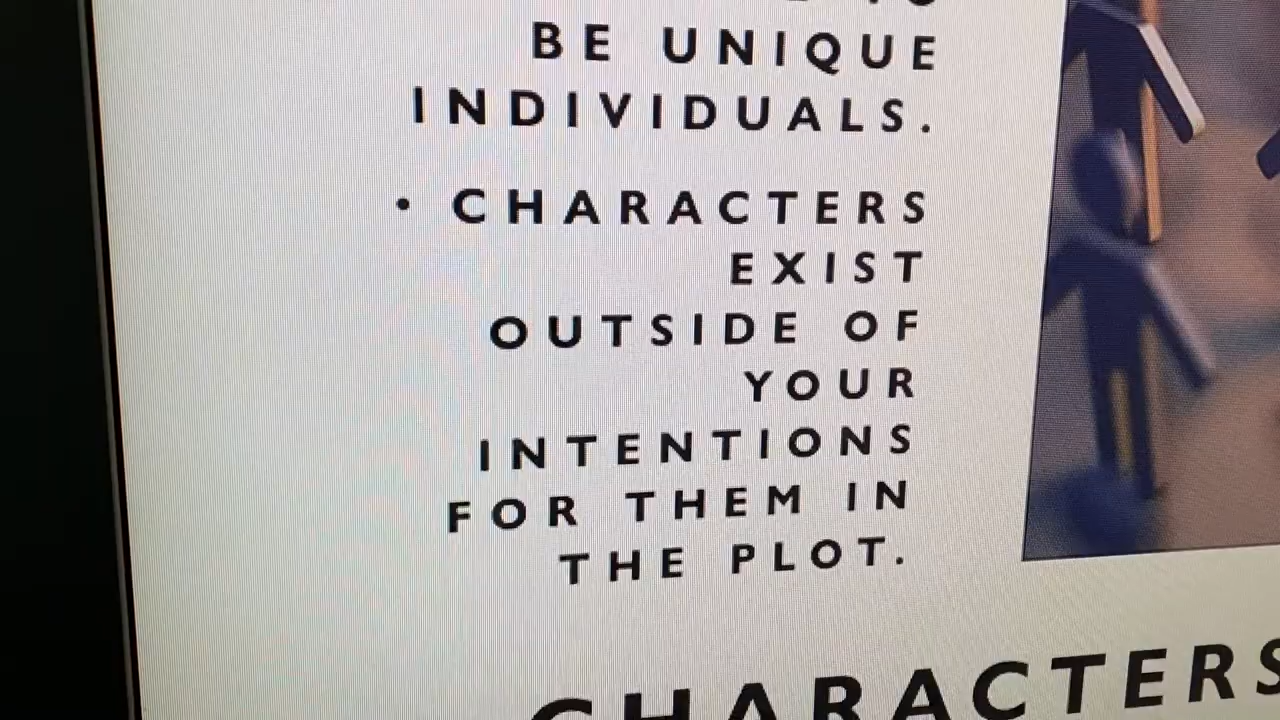 BE UNIQUE
INDIVIDUALS.
• CHARACTERS
EXIST
OUTSIDE OF
YOUR
INTENTIONS
FOR THEM IN
THE PLOT.
CHARACTERS